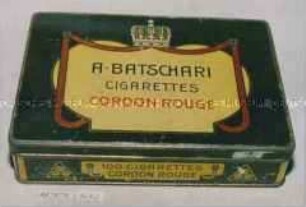 A·BATSCHARI
CIGARETTES
CORDON ROUGE
100 CIGARETTES
CORDON ROUGE